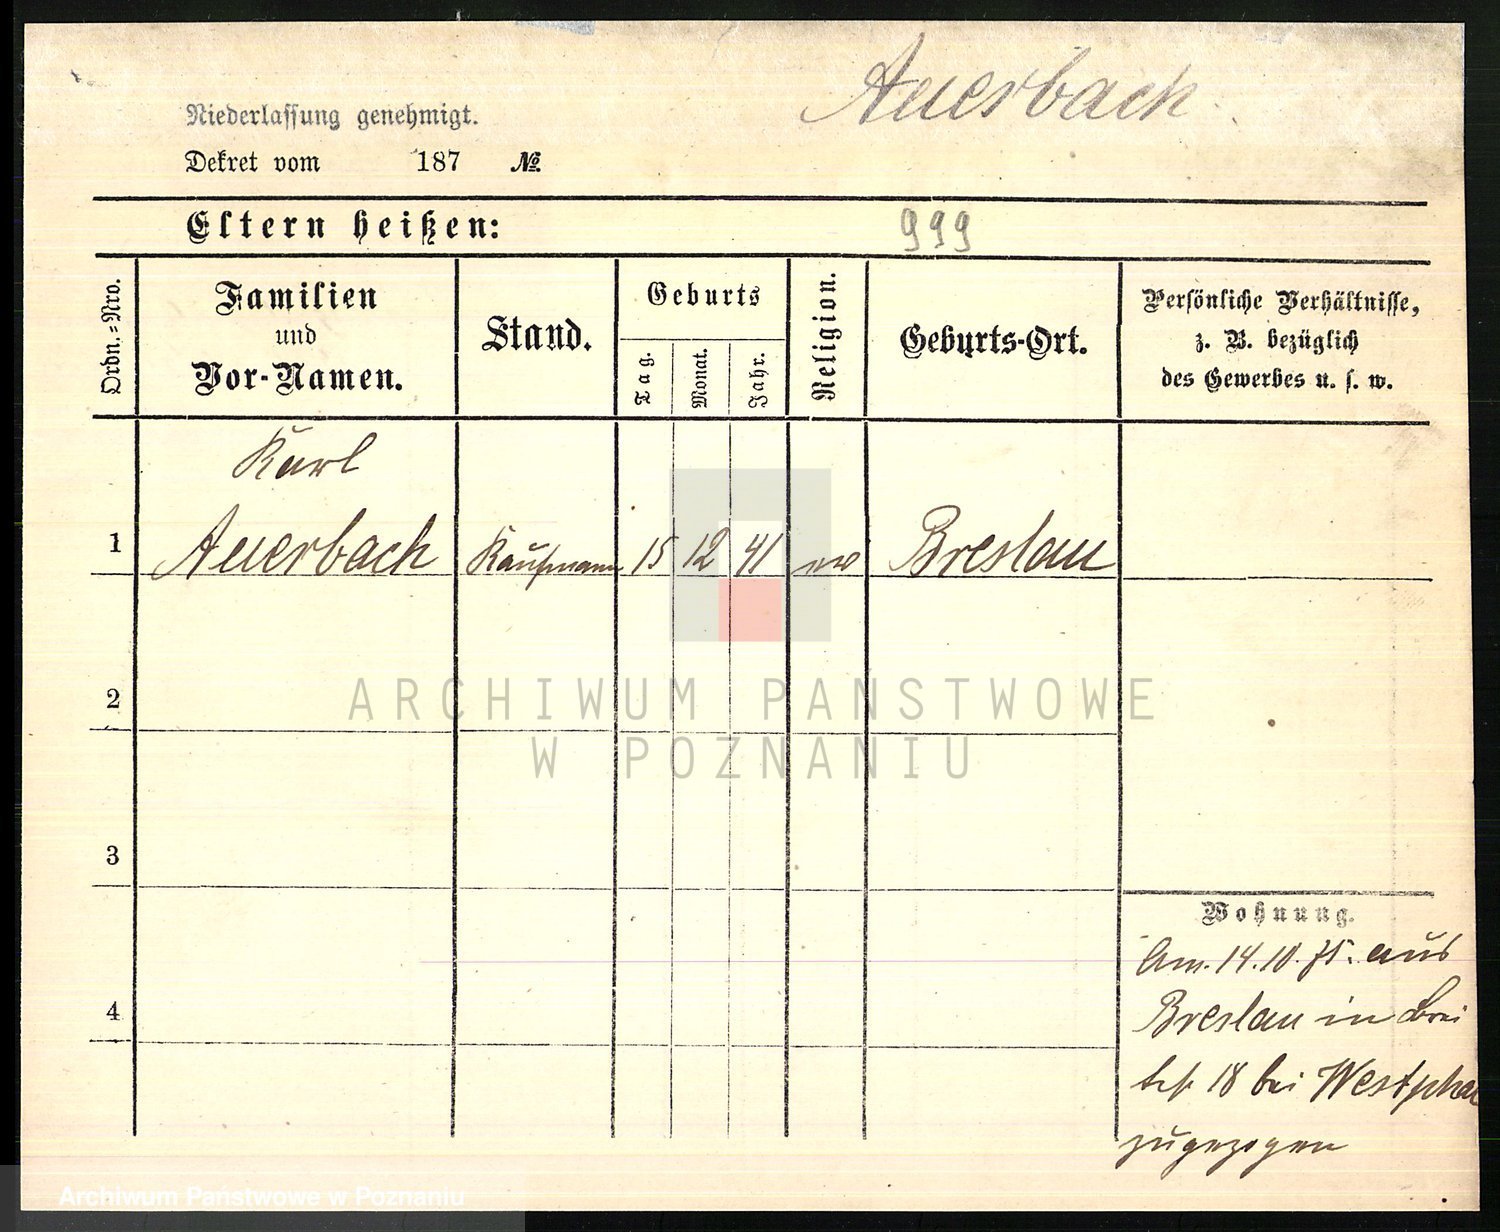 Auerbach
Niederlassung genehmigt.
Dekret vom 187 №.
Eltern heißen:
999
Ordn.=Nro.
Familien
und
Vor-Namen.
Stand.
Geburts
Tag.
Monat.
Jahr.
Religion.
Geburts-Ort.
Persönliche Verhältnisse,
z. B. bezüglich
des Gewerbes u. s. w.
Karl
1 Auerbach Kaufmann 15 12 41 Breslau
2
ARCHIWUM PAŃSTWOWE
W POZNANIU
3
Wohnung.
Am 14.10.75. aus
Breslau in
4
18 bei Westphal
zugezogen
Archiwum Państwowe w Poznaniu